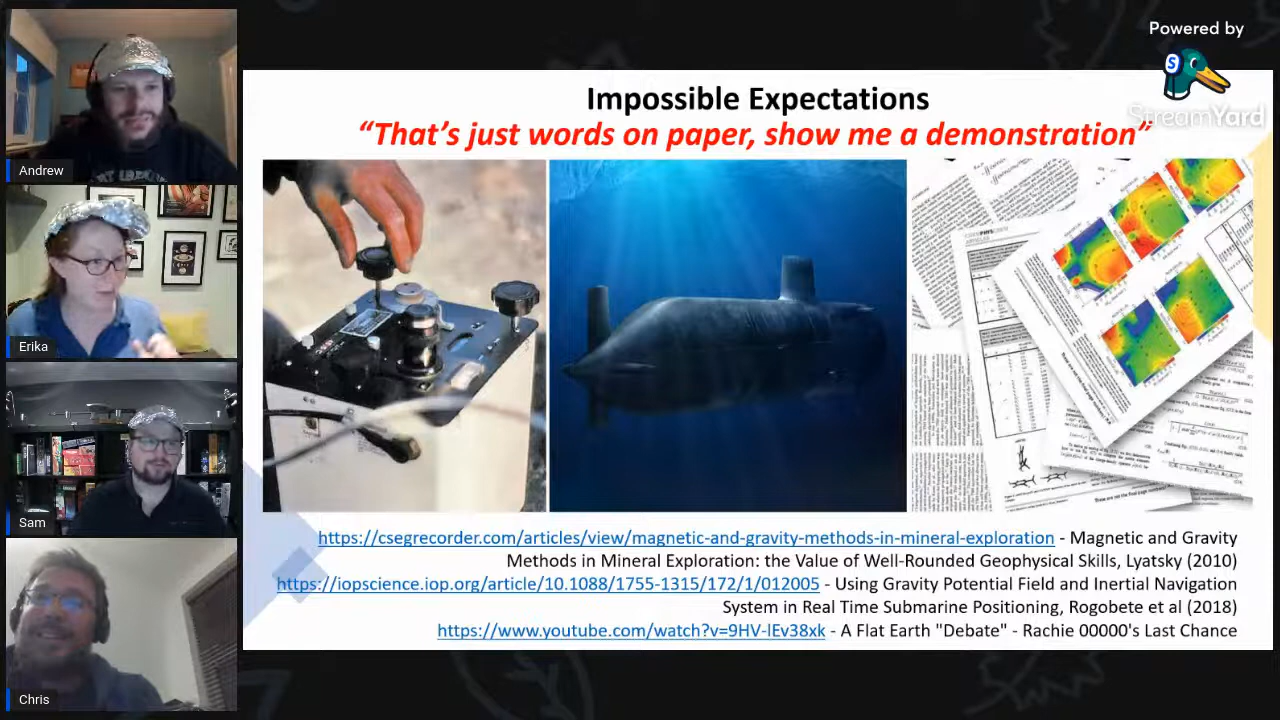 Powered by
StreamYard
Andrew
Erika
Sam
Chris
Impossible Expectations
“That’s just words on paper, show me a demonstration”
https://csegrecorder.com/articles/view/magnetic-and-gravity-methods-in-mineral-exploration - Magnetic and Gravity
Methods in Mineral Exploration: the Value of Well-Rounded Geophysical Skills, Lyatsky (2010)
https://iopscience.iop.org/article/10.1088/1755-1315/172/1/012005 - Using Gravity Potential Field and Inertial Navigation
System in Real Time Submarine Positioning, Rogobete et al (2018)
https://www.youtube.com/watch?v=9HV-lEv38xk - A Flat Earth "Debate" - Rachie 00000's Last Chance